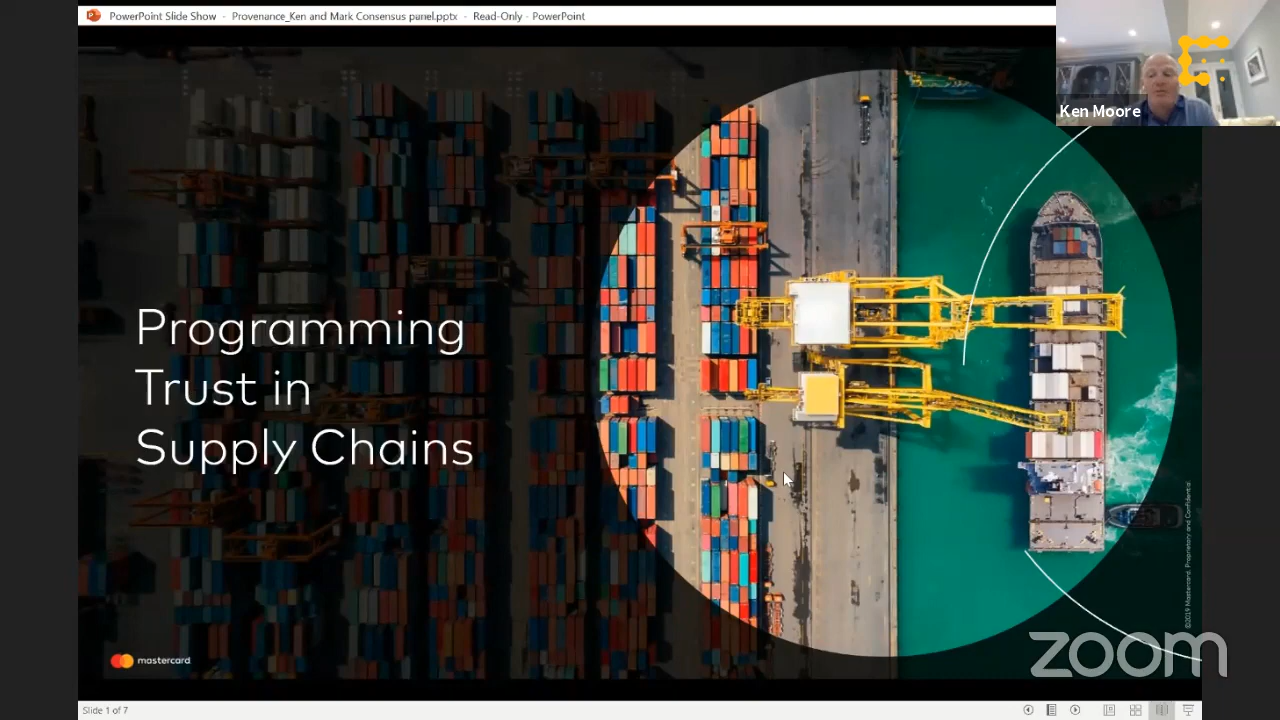 PowerPoint Slide Show - Provenance_Ken and Mark Consensus panel.pptx - Read-Only - PowerPoint
Ken Moore
Programming
Trust in
Supply Chains
©2019 Mastercard. Proprietary and Confidential
mastercard
zoom
Slide 1 of 7